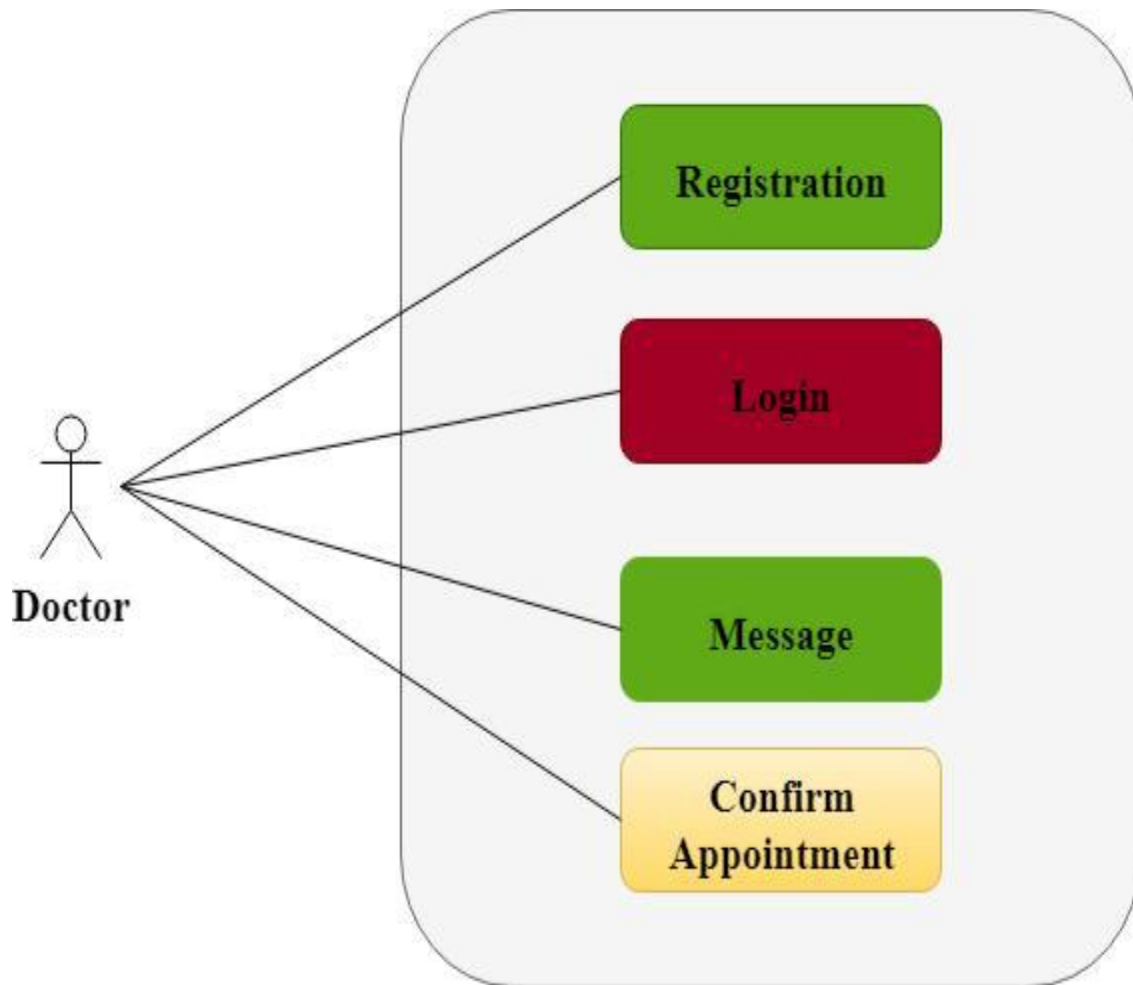 Registration
Login
Doctor
Message
Confirm
Appointment